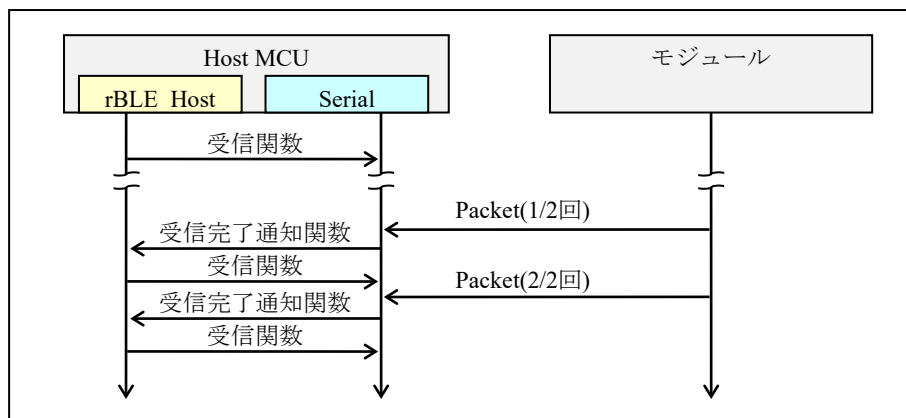 Host MCU
モジュール
rBLE_Host
Serial
受信関数
Packet(1/2回)
受信完了通知関数
受信関数
Packet(2/2回)
受信完了通知関数
受信関数